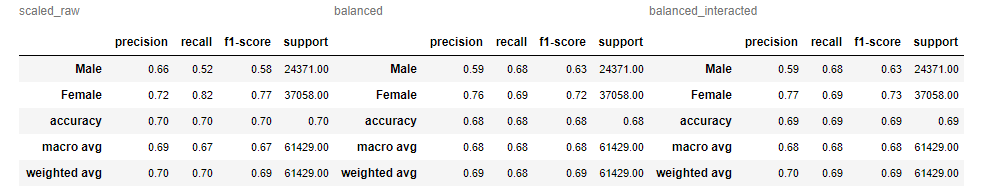 scaled_raw balanced balanced_interacted
precision recall f1-score support precision recall f1-score support precision recall f1-score support
Male 0.66 0.52 0.58 24371.00 Male 0.59 0.68 0.63 24371.00 Male 0.59 0.68 0.63 24371.00
Female 0.72 0.82 0.77 37058.00 Female 0.76 0.69 0.72 37058.00 Female 0.77 0.69 0.73 37058.00
accuracy 0.70 0.70 0.70 0.70 accuracy 0.68 0.68 0.68 0.68 accuracy 0.69 0.69 0.69 0.69
macro avg 0.69 0.67 0.67 61429.00 macro avg 0.68 0.68 0.68 61429.00 macro avg 0.68 0.68 0.68 61429.00
weighted avg 0.70 0.70 0.69 61429.00 weighted avg 0.69 0.68 0.69 61429.00 weighted avg 0.70 0.69 0.69 61429.00